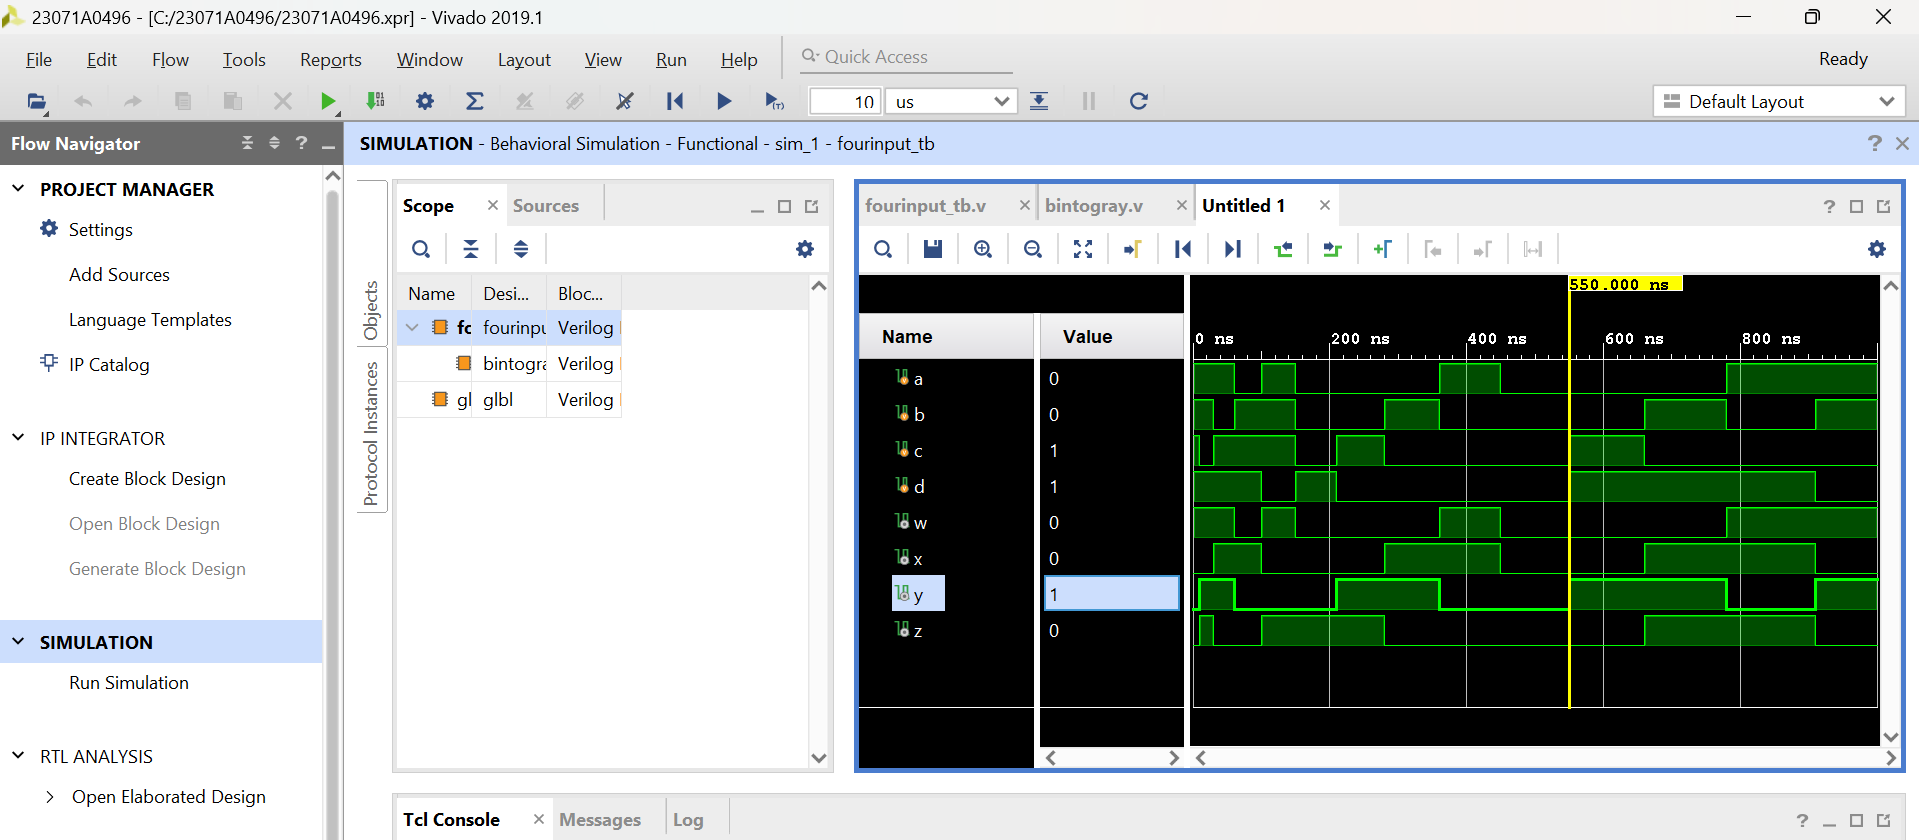 23071A0496 - [C:/23071A0496/23071A0496.xpr] - Vivado 2019.1
File Edit Flow Tools Reports Window Layout View Run Help Quick Access Ready
10 us Default Layout
Flow Navigator
SIMULATION - Behavioral Simulation - Functional - sim_1 - fourinput_tb
PROJECT MANAGER
Settings
Add Sources
Language Templates
IP Catalog
IP INTEGRATOR
Create Block Design
Open Block Design
Generate Block Design
SIMULATION
Run Simulation
RTL ANALYSIS
Open Elaborated Design
Objects
Protocol Instances
Scope Sources
Name Desi... Bloc...
fc fourinpu Verilog
bintogra Verilog
gl glbl Verilog
fourinput_tb.v bintogray.v Untitled 1
550.000 ns
Name Value
0 ns 200 ns 400 ns 600 ns 800 ns
a 0
b 0
c 1
d 1
w 0
x 0
y 1
z 0
Tcl Console Messages Log